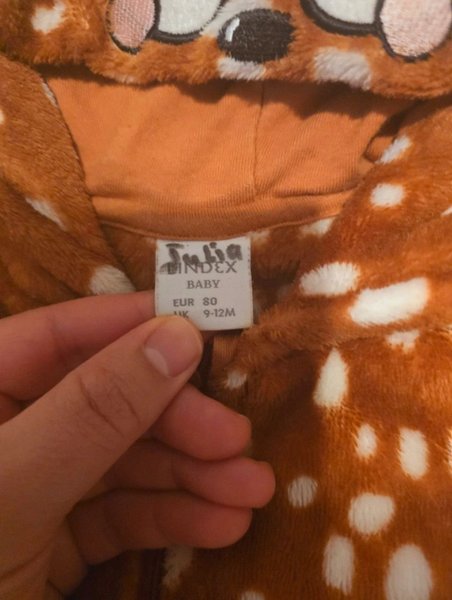 Julia
LINDEX
BABY
EUR 80
UK 9-12M